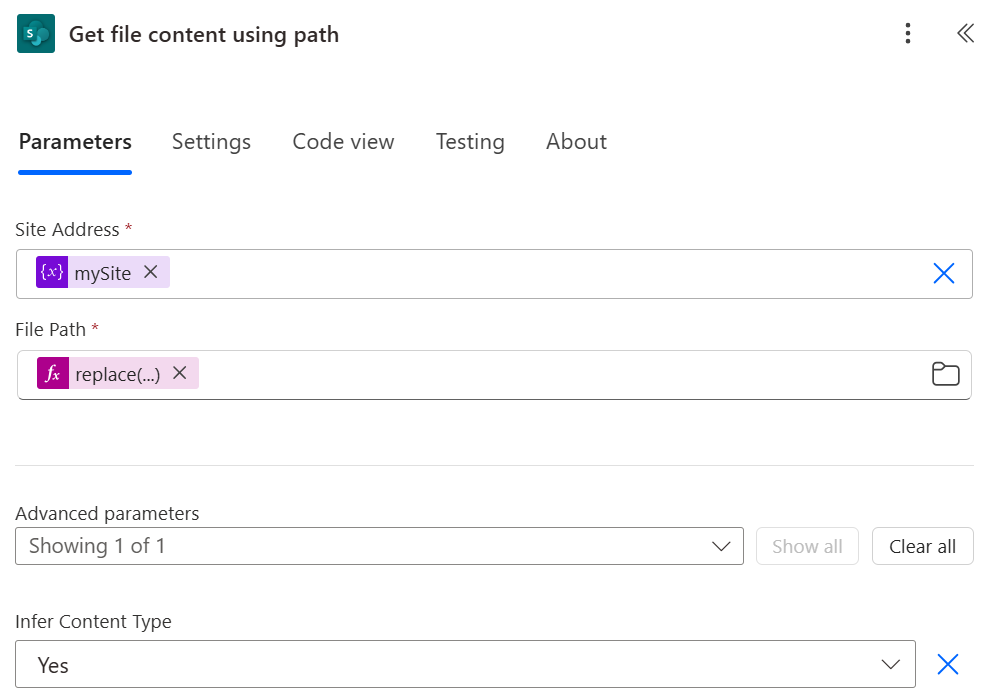 S Get file content using path
Parameters Settings Code view Testing About
Site Address *
{x} mySite
File Path *
fx replace(...)
Advanced parameters
Showing 1 of 1 Show all Clear all
Infer Content Type
Yes